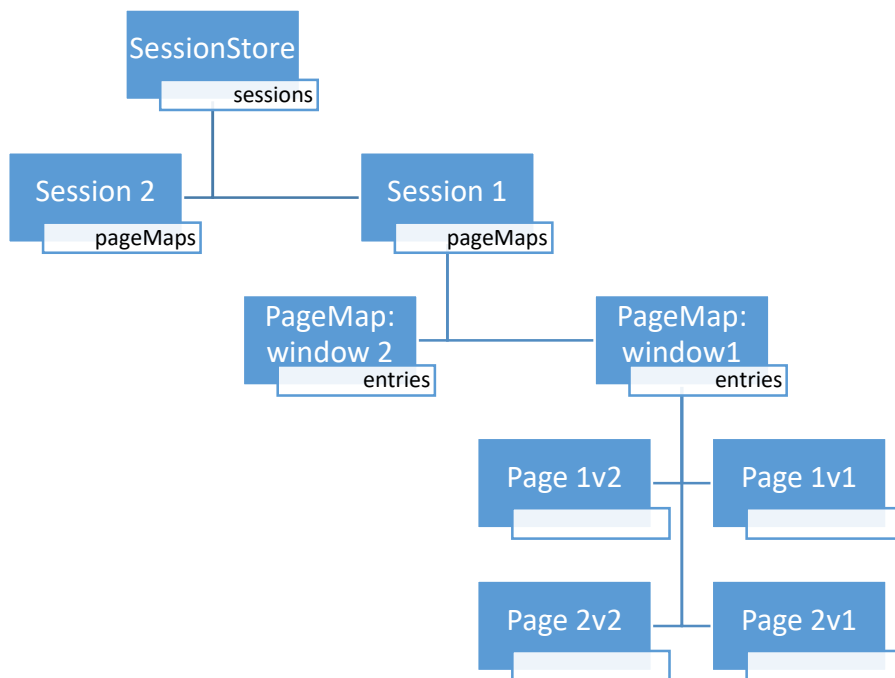 SessionStore
sessions
Session 2
pageMaps
Session 1
pageMaps
PageMap:
window 2
entries
PageMap:
window1
entries
Page 1v2
Page 1v1
Page 2v2
Page 2v1